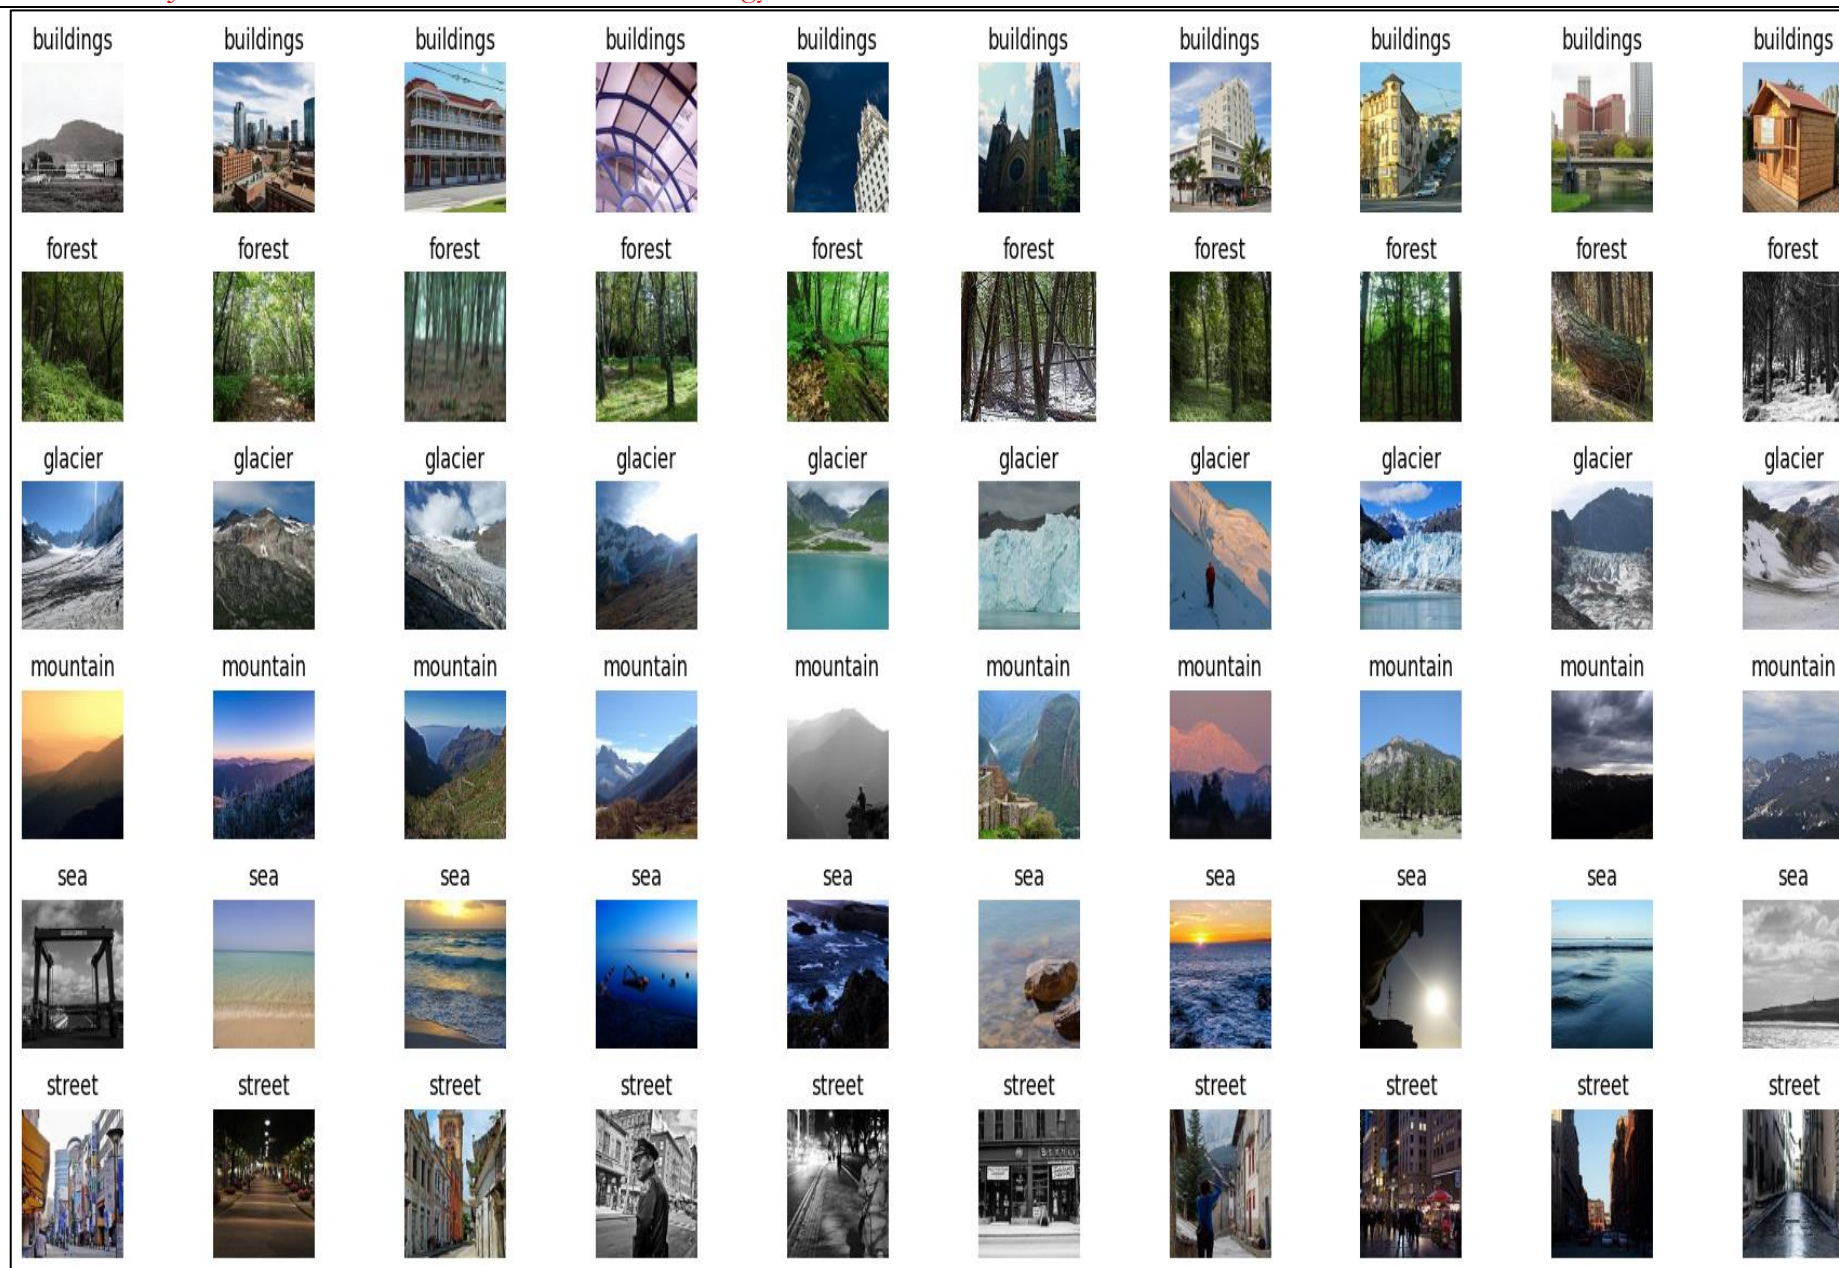 buildings buildings buildings buildings buildings buildings buildings buildings buildings buildings
forest forest forest forest forest forest forest forest forest forest
glacier glacier glacier glacier glacier glacier glacier glacier glacier glacier
mountain mountain mountain mountain mountain mountain mountain mountain mountain mountain
sea sea sea sea sea sea sea sea sea sea
street street street street street street street street street street